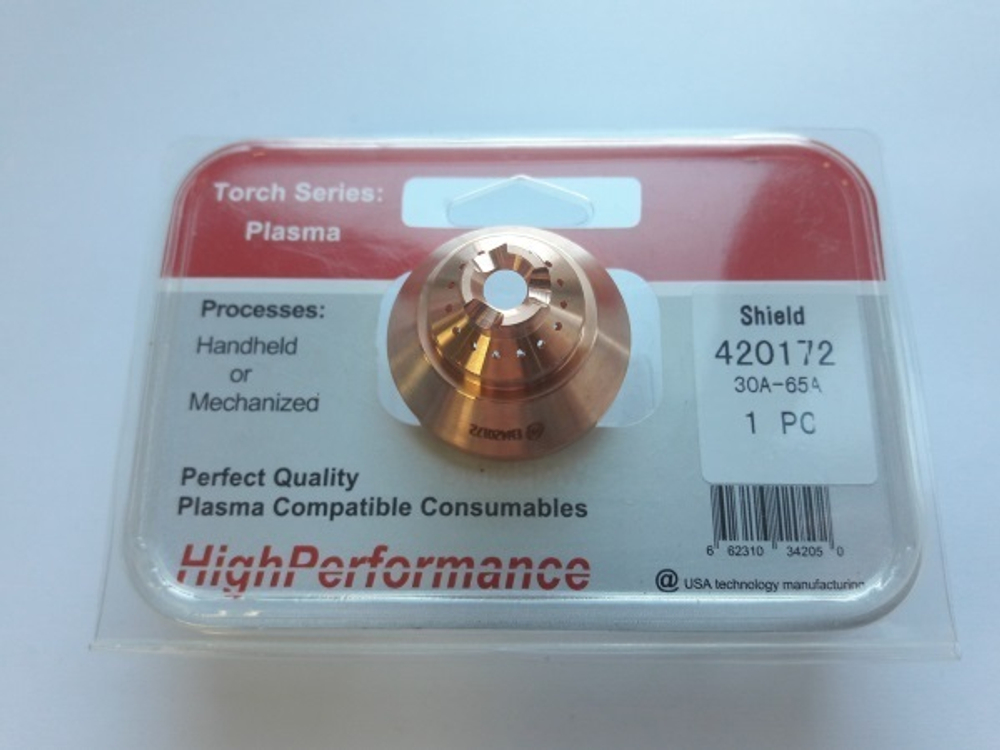 Torch Series:
Plasma
Processes:
Handheld
or
Mechanized
Shield
420172
30A-65A
1 PC
Perfect Quality
Plasma Compatible Consumables
HighPerformance
6 62310 34205 0
@ USA technology manufacturing